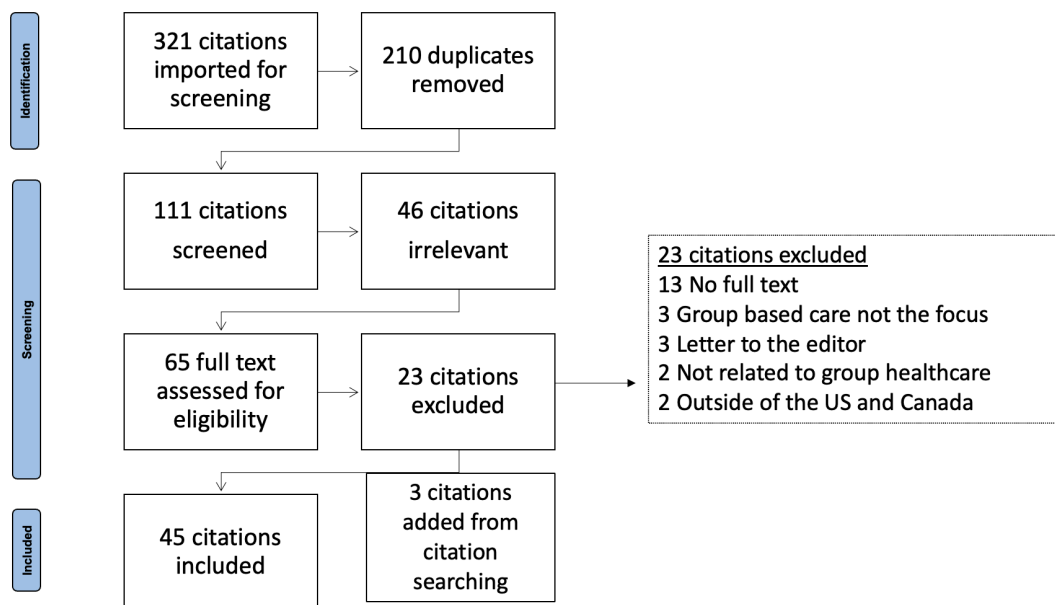 Identification
321 citations
imported for
screening
210 duplicates
removed
Screening
111 citations
screened
46 citations
irrelevant
65 full text
assessed for
eligibility
23 citations
excluded
23 citations excluded
13 No full text
3 Group based care not the focus
3 Letter to the editor
2 Not related to group healthcare
2 Outside of the US and Canada
Included
45 citations
included
3 citations
added from
citation
searching